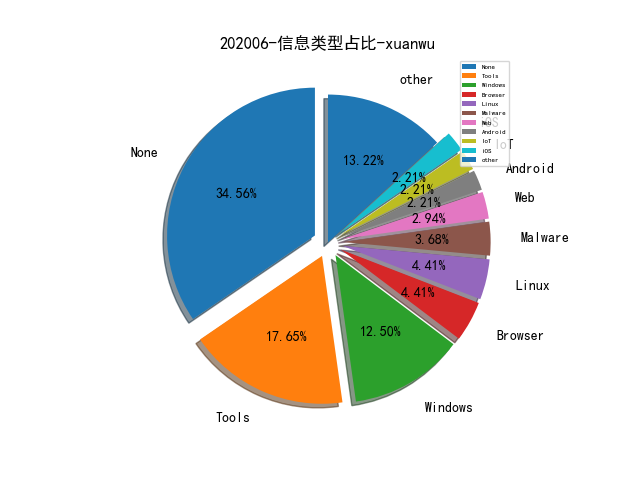 202006-信息类型占比-xuanwu
None
Tools
Windows
Browser
Linux
Malware
Web
Android
IoT
iOS
other
other
None
34.56%
13.22%
2.21%
2.21%
2.21%
2.94%
3.68%
4.41%
4.41%
12.50%
17.65%
iOS
IoT
Android
Web
Malware
Linux
Browser
Windows
Tools